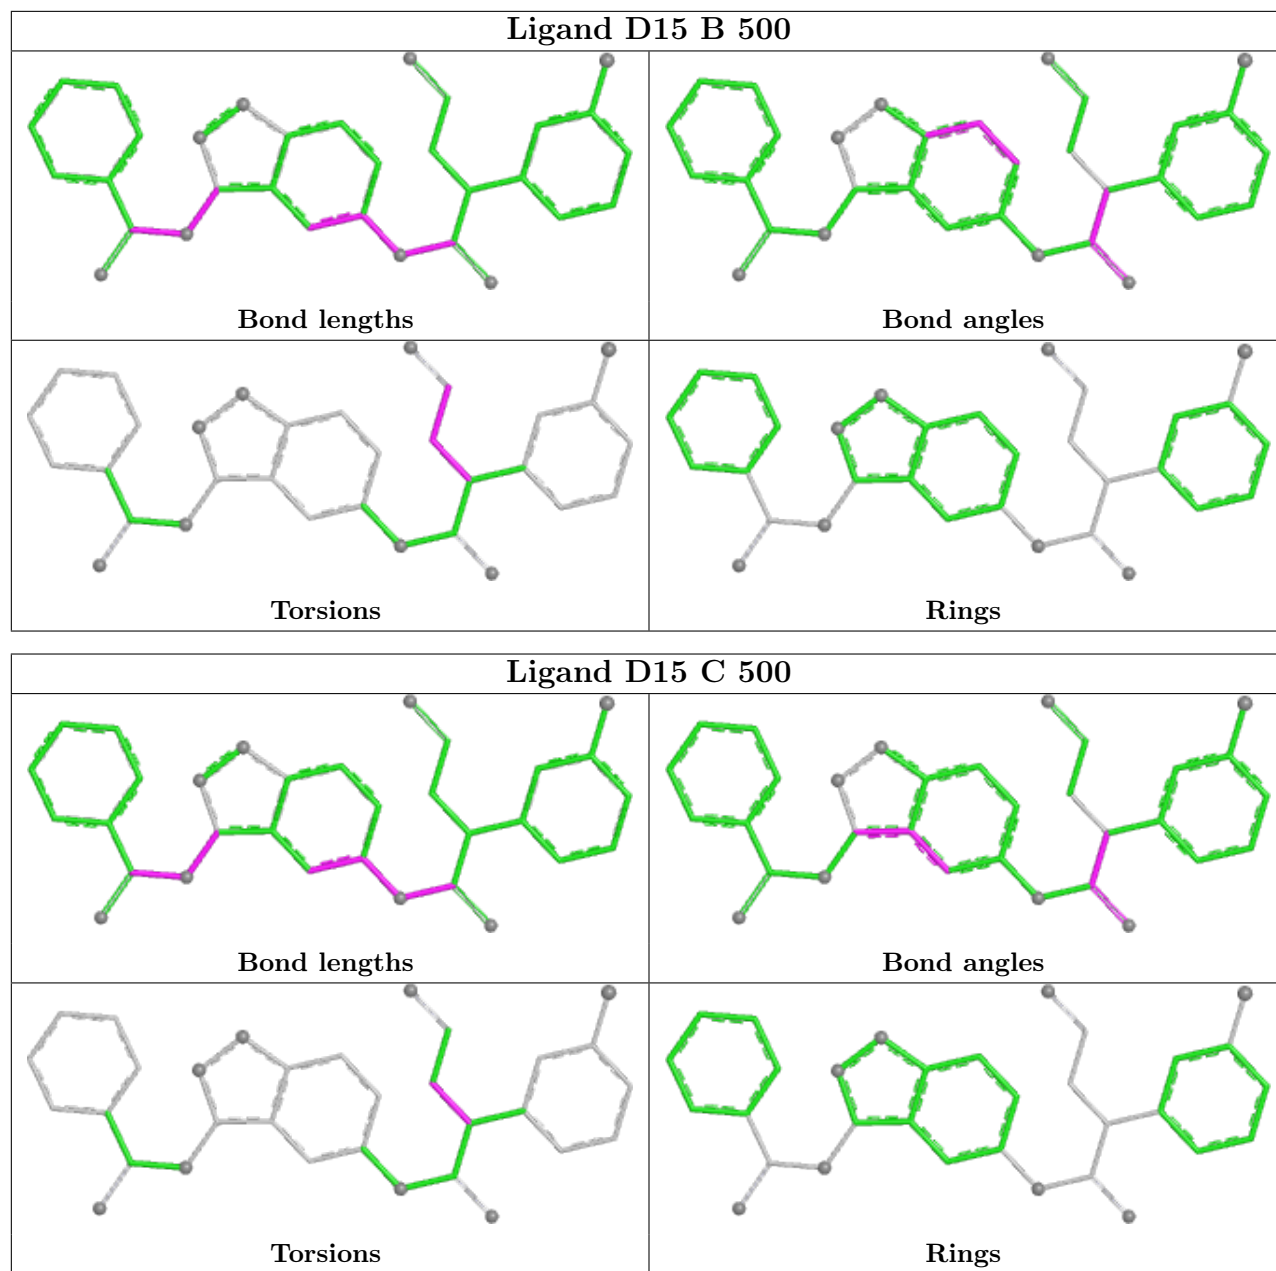 Ligand D15 B 500
Bond lengths
Bond angles
Torsions
Rings
Ligand D15 C 500
Bond lengths
Bond angles
Torsions
Rings